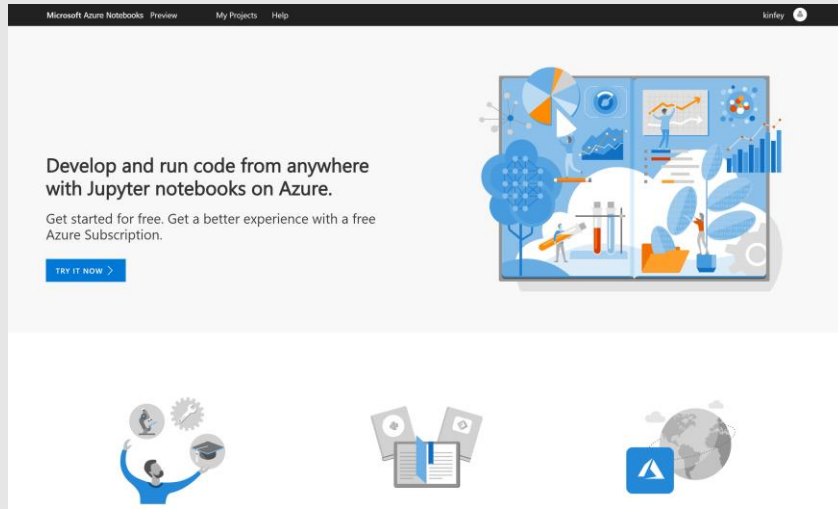 Microsoft Azure Notebooks Preview My Projects Help kinfey
Develop and run code from anywhere
with Jupyter notebooks on Azure.
Get started for free. Get a better experience with a free
Azure Subscription.
TRY IT NOW